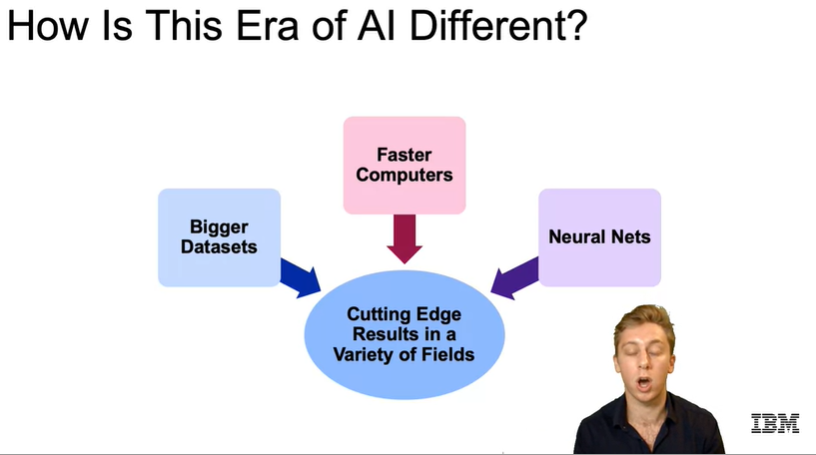 How Is This Era of AI Different?
Faster
Computers
Bigger
Datasets
Neural Nets
Cutting Edge
Results in a
Variety of Fields
IBM